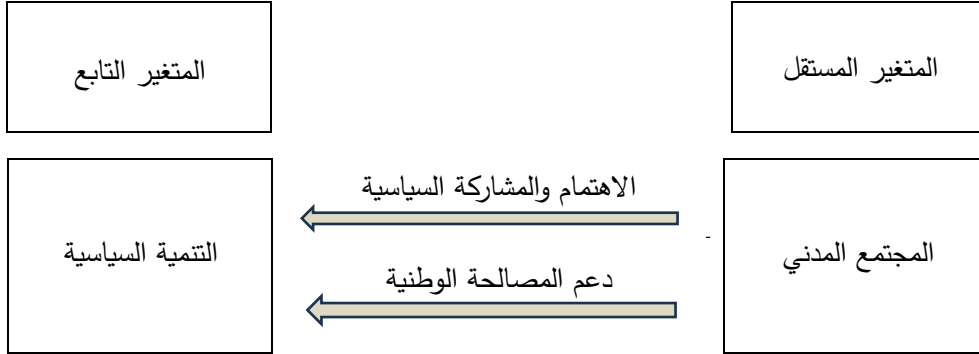 المتغير المستقل
المتغير التابع
الاهتمام والمشاركة السياسية
المجتمع المدني
-
التنمية السياسية
دعم المصالحة الوطنية